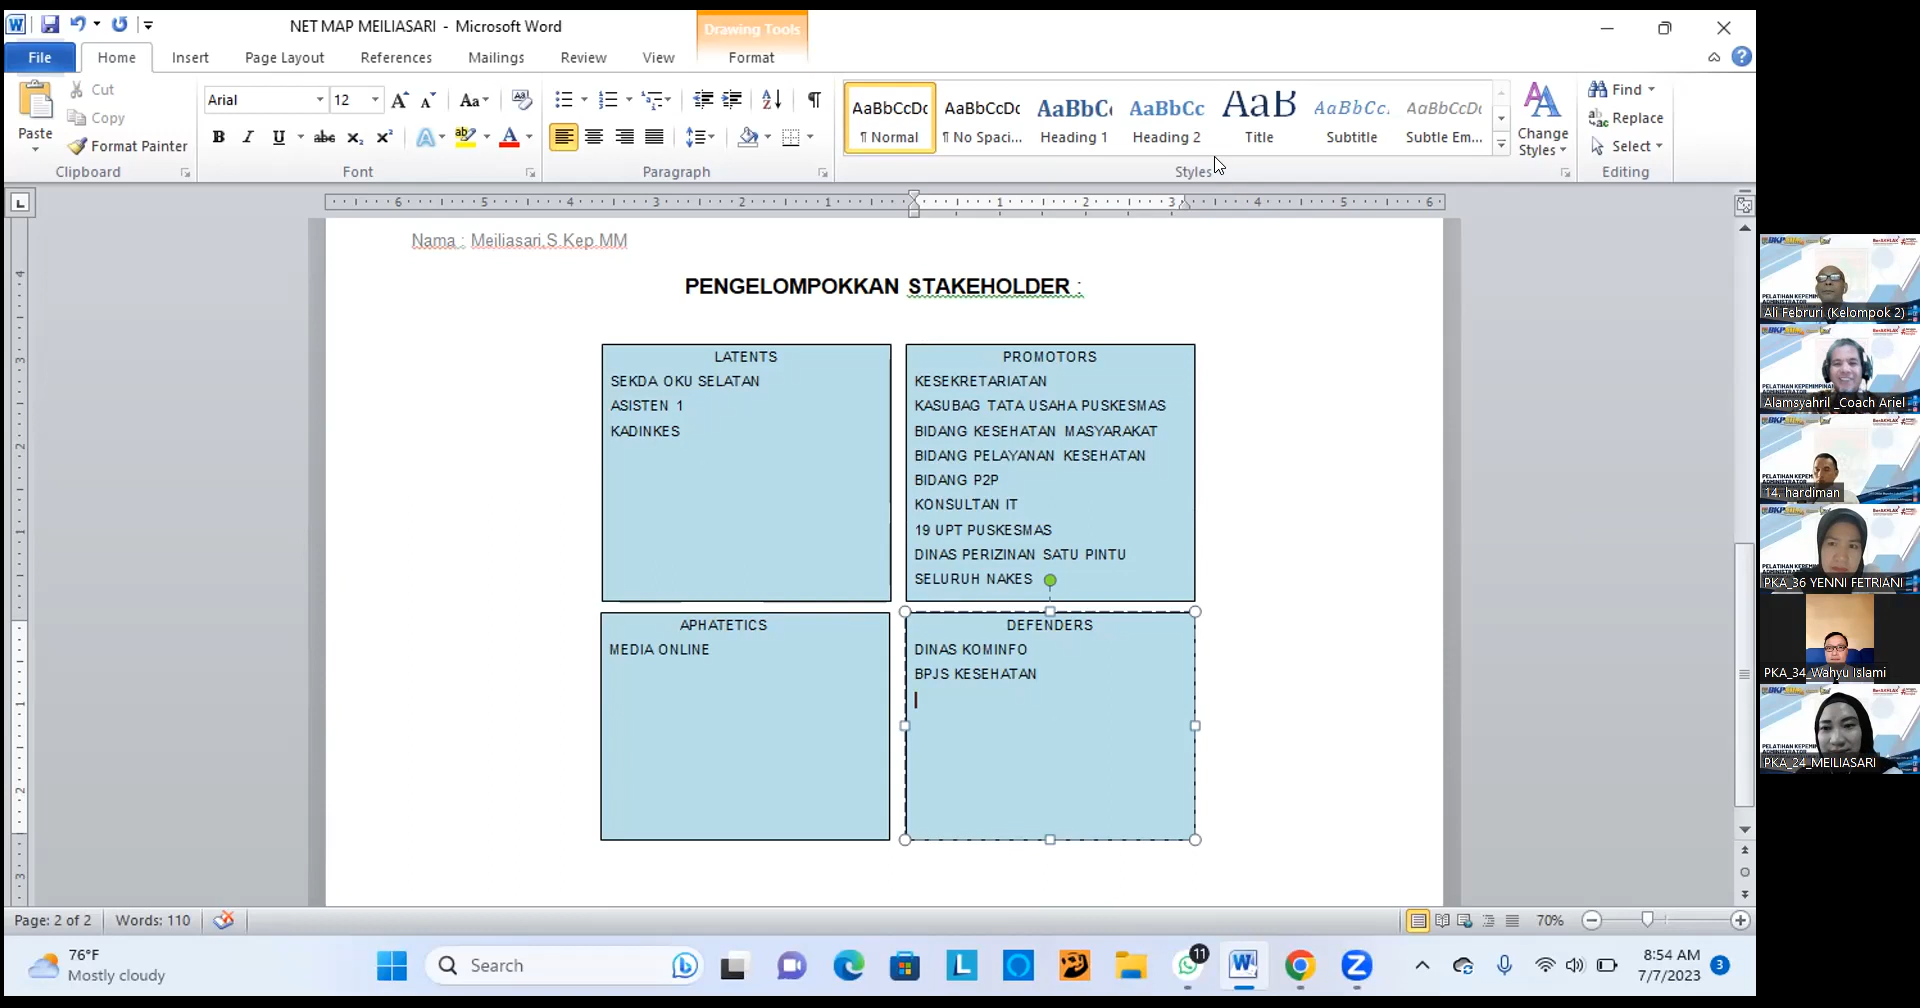 NET MAP MEILIASARI - Microsoft Word
Drawing Tools
File Home Insert Page Layout References Mailings Review View Format
Paste
Cut
Copy
Format Painter
Clipboard
Arial 12
Font
Paragraph
AaBbCcDc AaBbCcDc AaBbC AaBbCc AaB AaBbCc. AaBbCcDc
¶ Normal ¶ No Spaci... Heading 1 Heading 2 Title Subtitle Subtle Em...
Styles
Change
Styles
Find
Replace
Select
Editing
Nama : Meiliasari,S.Kep.MM
PENGELOMPOKKAN STAKEHOLDER :
LATENTS
SEKDA OKU SELATAN
ASISTEN 1
KADINKES
PROMOTORS
KESEKRETARIATAN
KASUBAG TATA USAHA PUSKESMAS
BIDANG KESEHATAN MASYARAKAT
BIDANG PELAYANAN KESEHATAN
BIDANG P2P
KONSULTAN IT
19 UPT PUSKESMAS
DINAS PERIZINAN SATU PINTU
SELURUH NAKES
APHATETICS
MEDIA ONLINE
DEFENDERS
DINAS KOMINFO
BPJS KESEHATAN
Ali Februri (Kelompok 2)
Alamsyahril _Coach Ariel
14. hardiman
PKA_36 YENNI FETRIANI
PKA_34_Wahyu Islami
PKA_24_MEILIASARI
Page: 2 of 2 Words: 110 70%
76°F
Mostly cloudy
Search
11
8:54 AM
7/7/2023
3